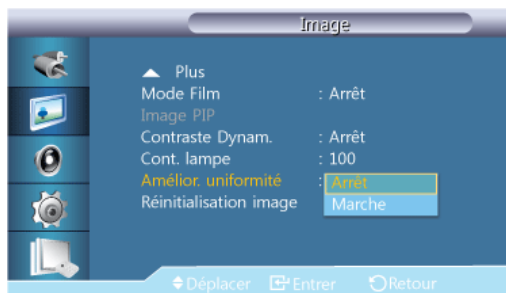 Image
Plus
Mode Film : Arrêt
Image PIP
Contraste Dynam. : Arrêt
Cont. lampe : 100
Amélior. uniformité : Arrêt
Réinitialisation image Marche
Déplacer Entrer Retour